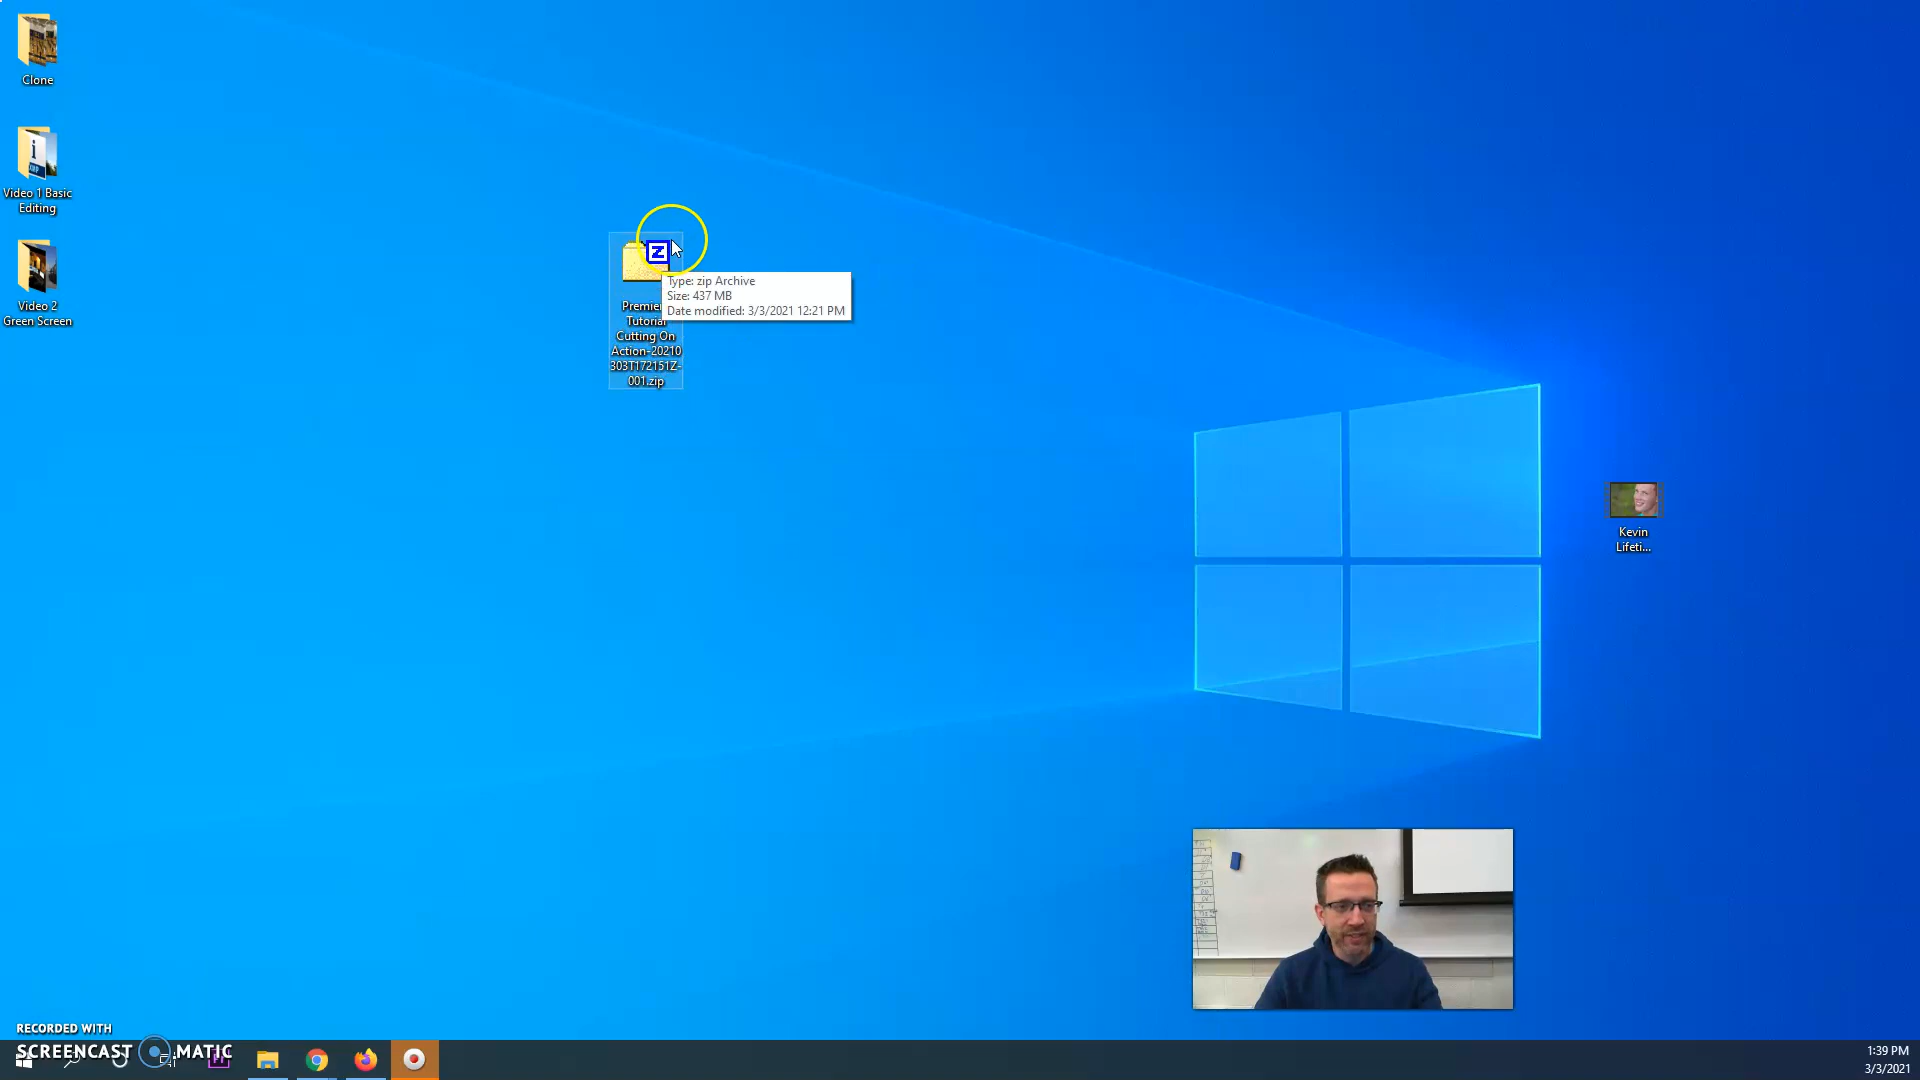 Clone
Video 1 Basic
Editing
Video 2
Green Screen
Z
Type: zip Archive
Size: 437 MB
Date modified: 3/3/2021 12:21 PM
Tutorial
Cutting On
Action-20210
303T172151Z-
001.zip
Kevin
Lifeti...
RECORDED WITH
SCREENCAST MATIC
1:39 PM
3/3/2021